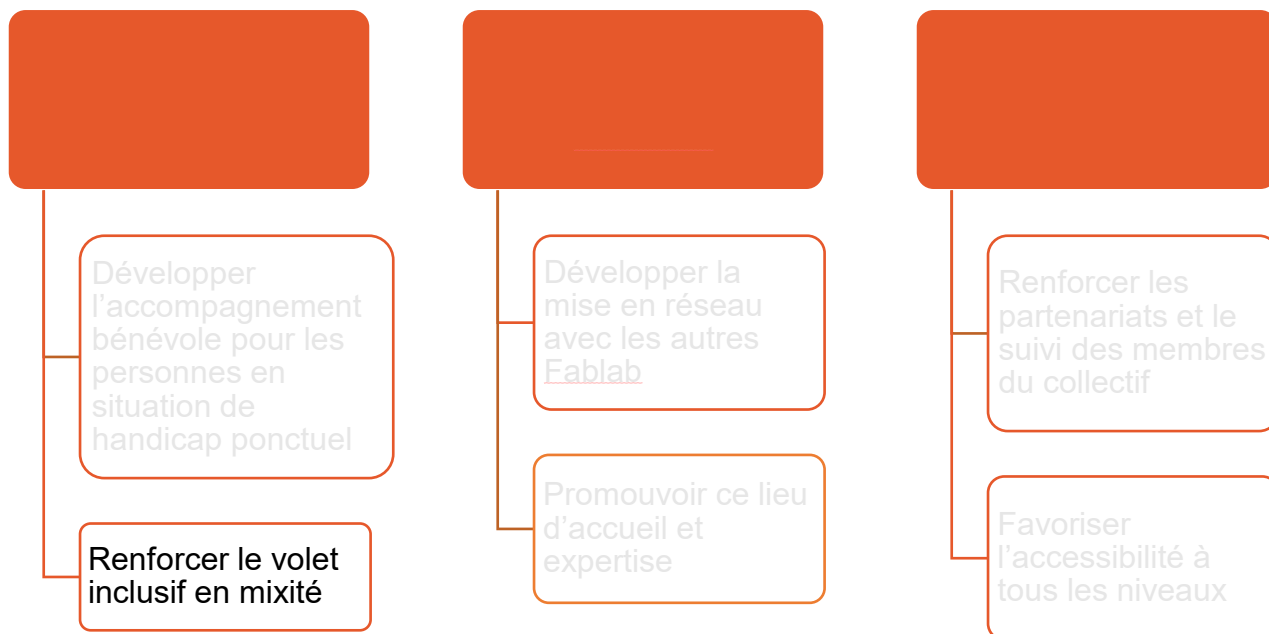 Développer
l’accompagnement
bénévole pour les
personnes en
situation de
handicap ponctuel
Renforcer le volet
inclusif en mixité
Développer la
mise en réseau
avec les autres
Fablab
Promouvoir ce lieu
d’accueil et
expertise
Renforcer les
partenariats et le
suivi des membres
du collectif
Favoriser
l’accessibilité à
tous les niveaux